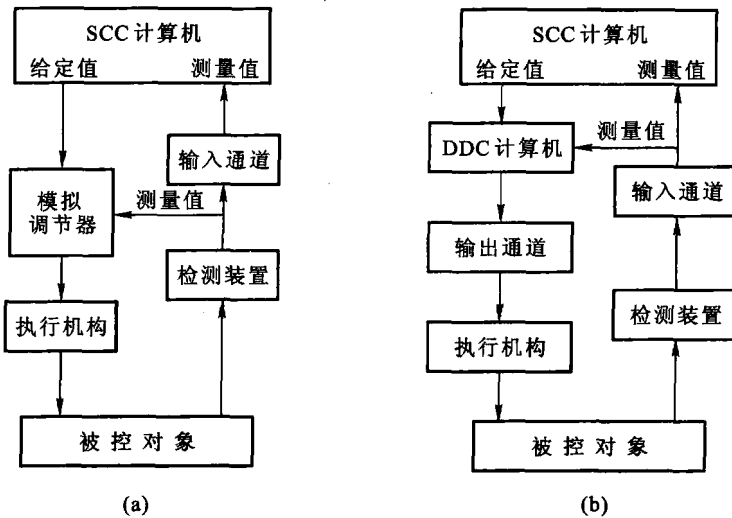 SCC计算机
给定值 测量值
输入通道
模拟
调节器
测量值
检测装置
执行机构
被控对象
(a)
SCC计算机
给定值 测量值
测量值
DDC计算机
输入通道
输出通道
检测装置
执行机构
被控对象
(b)